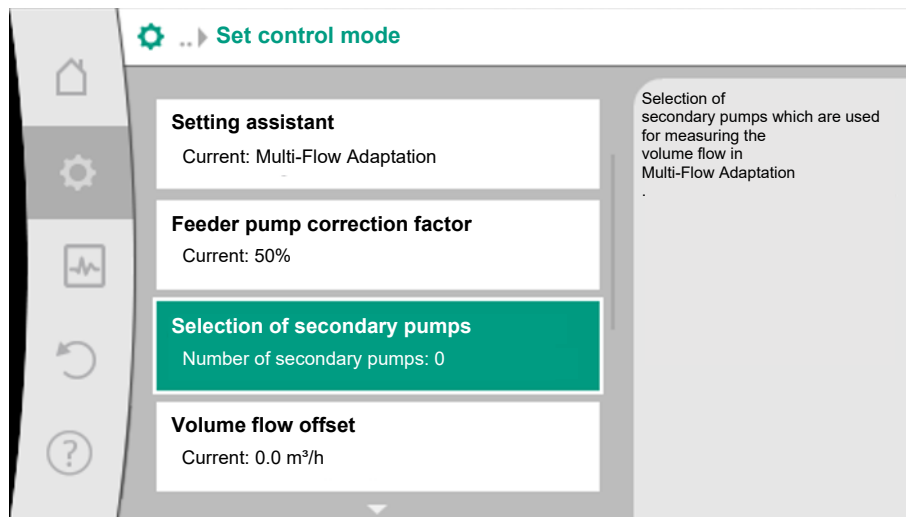 .. Set control mode
Setting assistant
Current: Multi-Flow Adaptation
Feeder pump correction factor
Current: 50%
Selection of secondary pumps
Number of secondary pumps: 0
Volume flow offset
Current: 0.0 m³/h
Selection of
secondary pumps which are used
for measuring the
volume flow in
Multi-Flow Adaptation
.
?